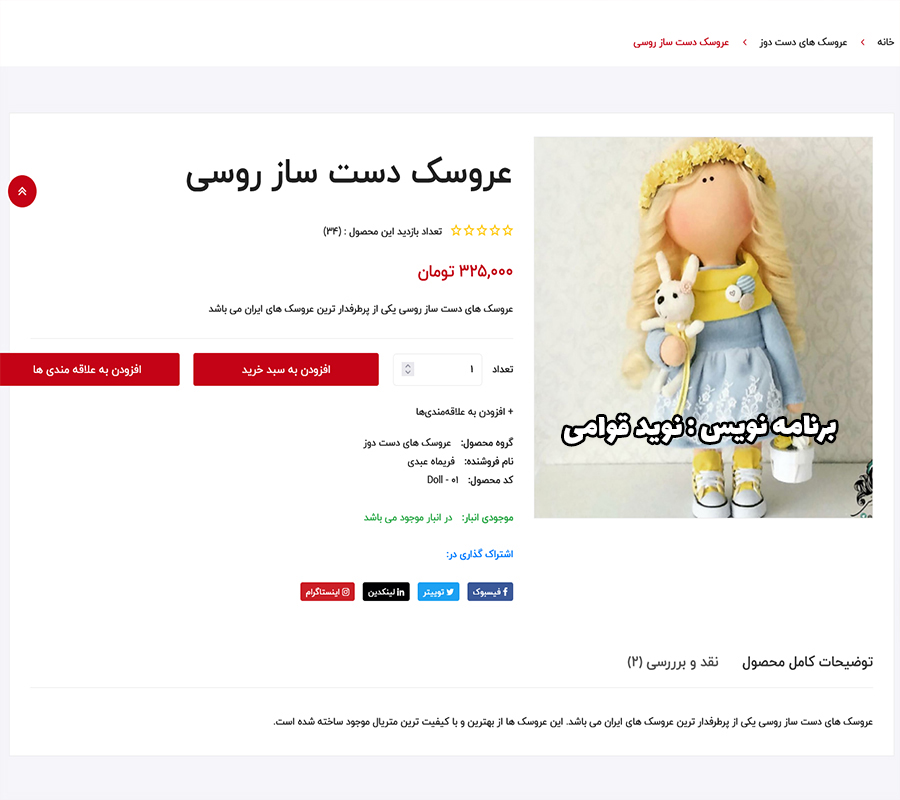 خانه › عروسک های دست دوز › عروسک دست ساز روسی
عروسک دست ساز روسی
تعداد بازدید این محصول : (۳۴)
۳۲۵,۰۰۰ تومان
عروسک های دست ساز روسی یکی از پرطرفدار ترین عروسک های ایران می باشد
تعداد ۱ افزودن به سبد خرید افزودن به علاقه مندی ها
+ افزودن به علاقه‌مندی‌ها
گروه محصول: عروسک های دست دوز
نام فروشنده: فریماه عبدی
کد محصول: Doll - ۰۱
موجودی انبار: در انبار موجود می باشد
اشتراک گذاری در:
فیسبوک توییتر لینکدین اینستاگرام
برنامه نویس : نوید قوامی
توضیحات کامل محصول نقد و برررسی (۲)
عروسک های دست ساز روسی یکی از پرطرفدار ترین عروسک های ایران می باشد. این عروسک ها از بهترین و با کیفیت ترین متریال موجود ساخته شده است.